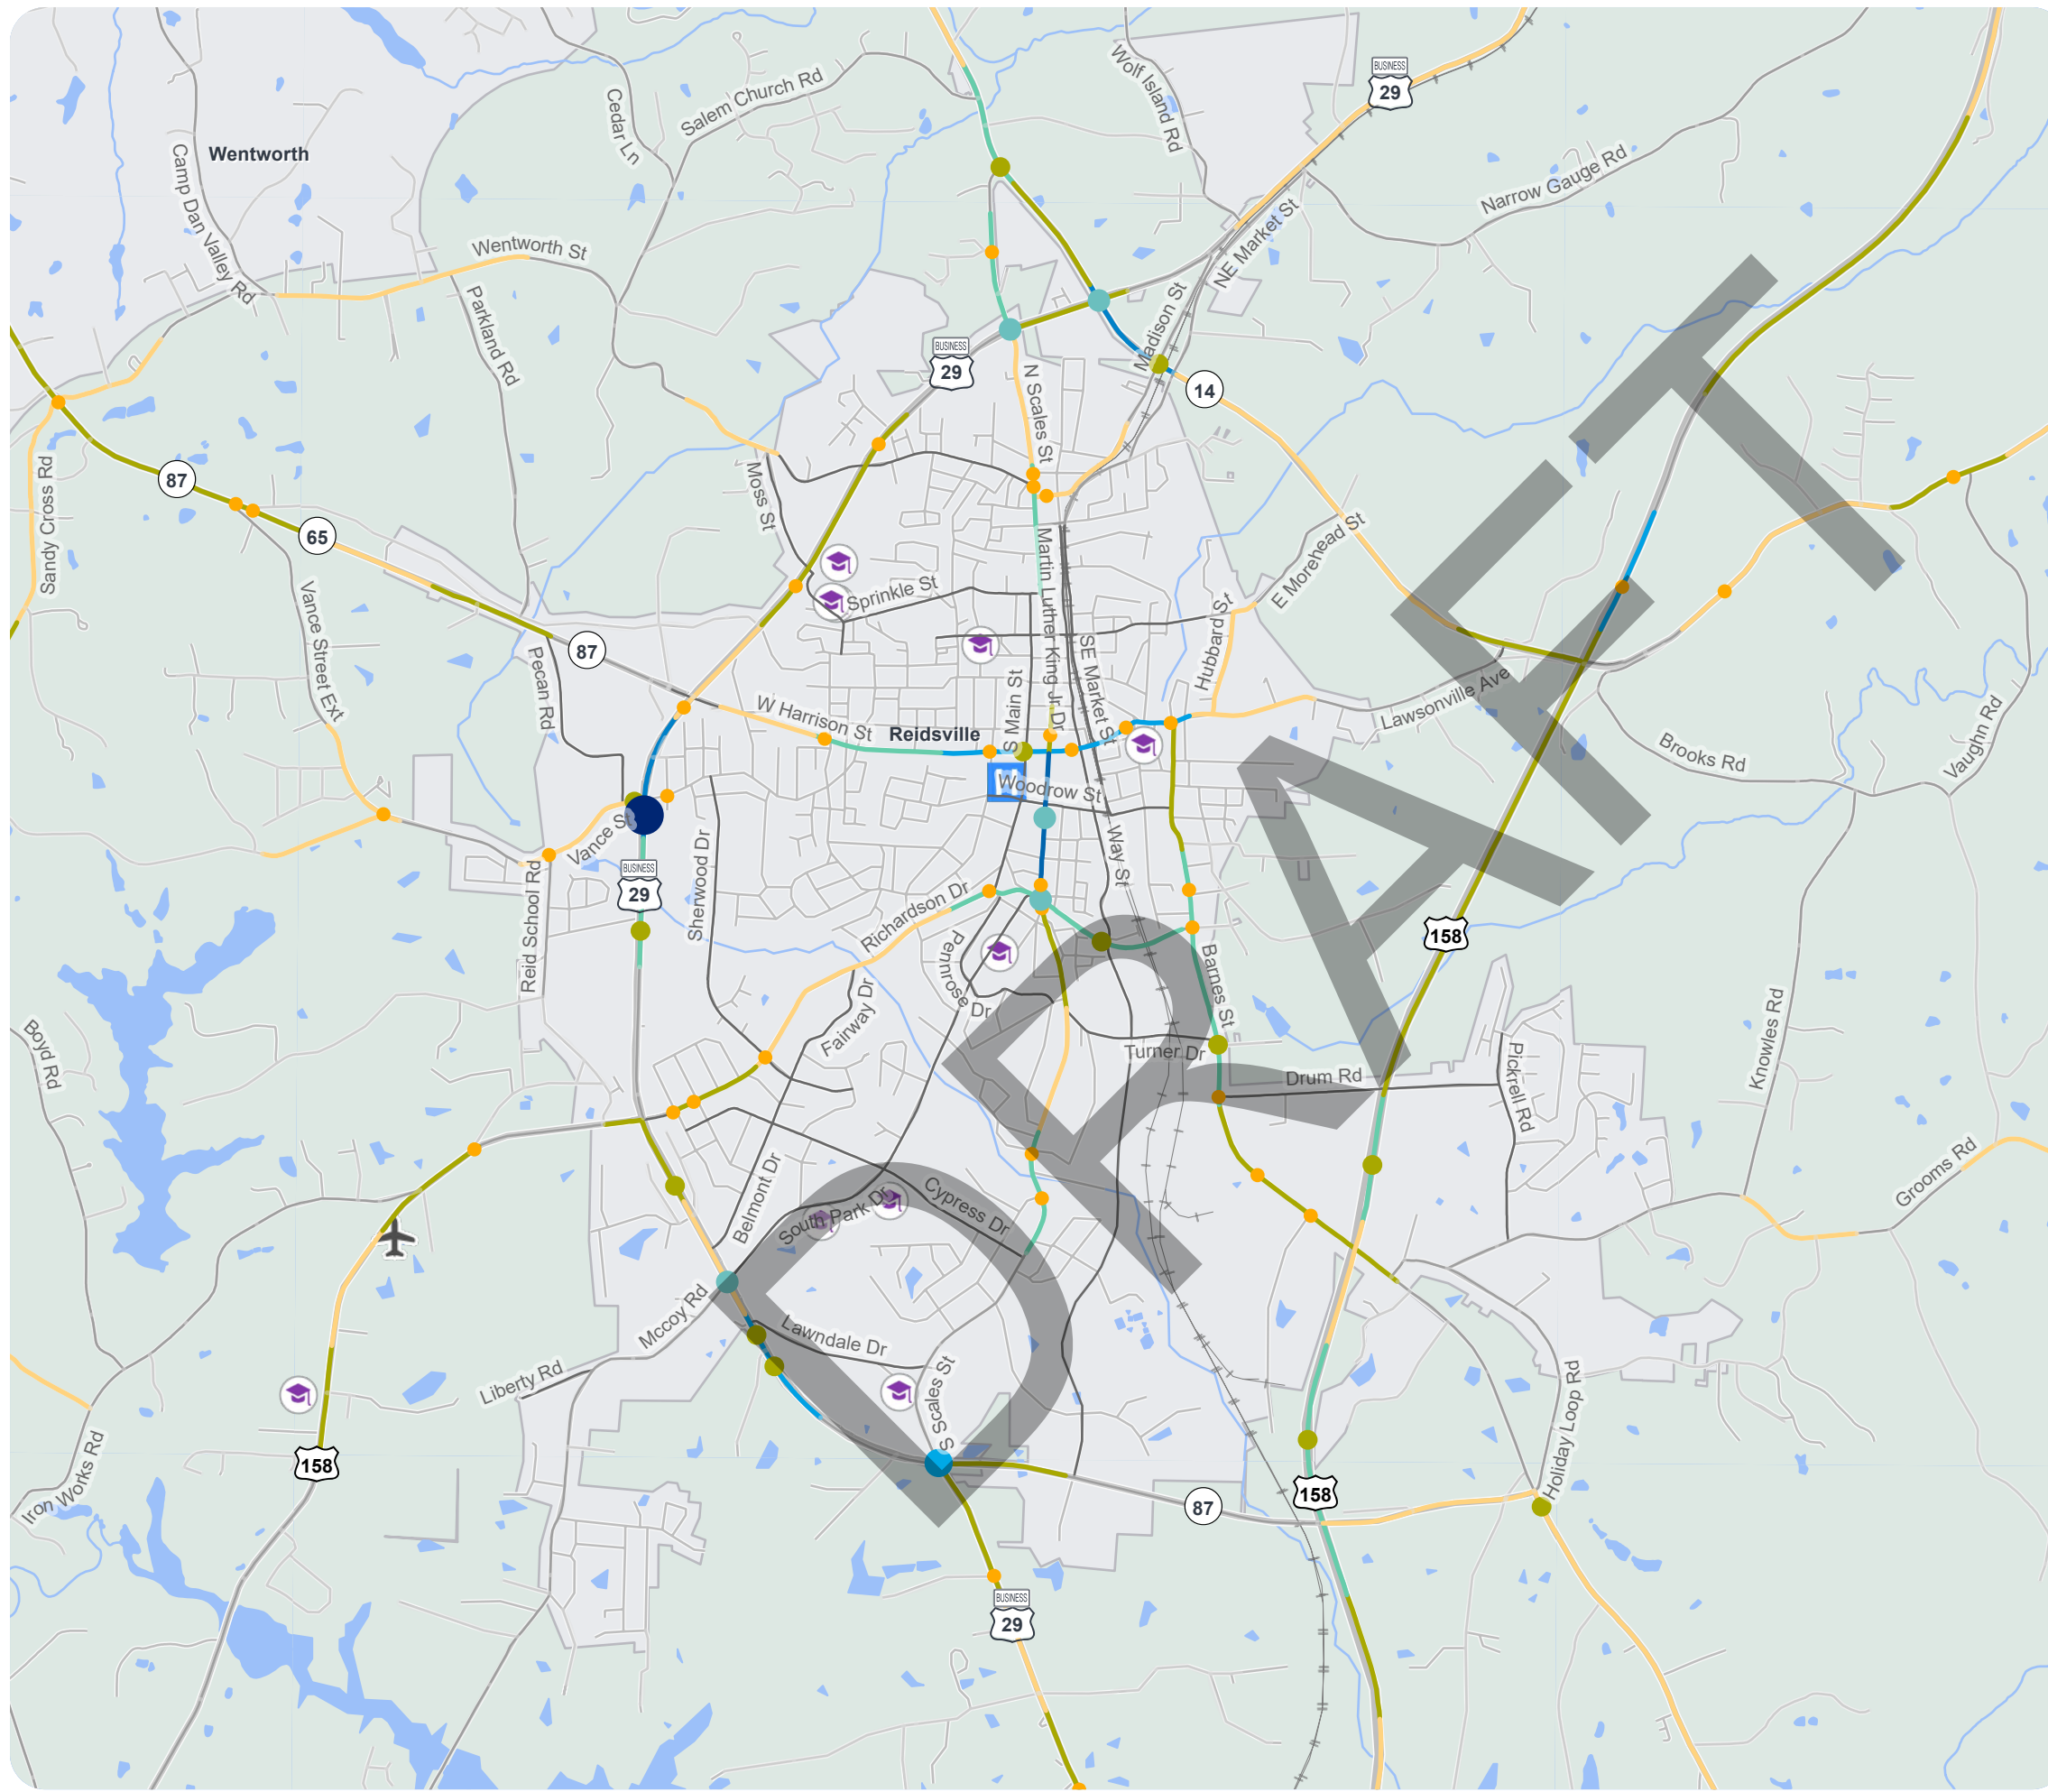 BUSINESS
29
Wolf Island Rd
Cedar Ln
Salem Church Rd
Wentworth
Camp Dan Valley Rd
Narrow Gauge Rd
Wentworth St
NE Market St
Parkland Rd
Madison St
BUSINESS
29
N Scales St
14
87
Sandy Cross Rd
Moss St
65
E Morehead St
Martin Luther King Jr Dr
Sprinkle St
Vance Street Ext
Hubbard St
87
SE Market St
Pecan Rd
S Main St
W Harrison St
Reidsville
Lawsonville Ave
Vaughn Rd
Brooks Rd
W
Woodrow St
Vance St
Way St
BUSINESS
29
Sherwood Dr
Reid School Rd
Richardson Dr
Penrose Dr
158
Barnes St
Fairway Dr
Boyd Rd
Knowles Rd
Turner Dr
Drum Rd
Pickrell Rd
Grooms Rd
Belmont Dr
South Park Dr
Cypress Dr
Mccoy Rd
Lawndale Dr
Liberty Rd
S Scales St
Holiday Loop Rd
Iron Works Rd
158
158
87
BUSINESS
29
DRAFT